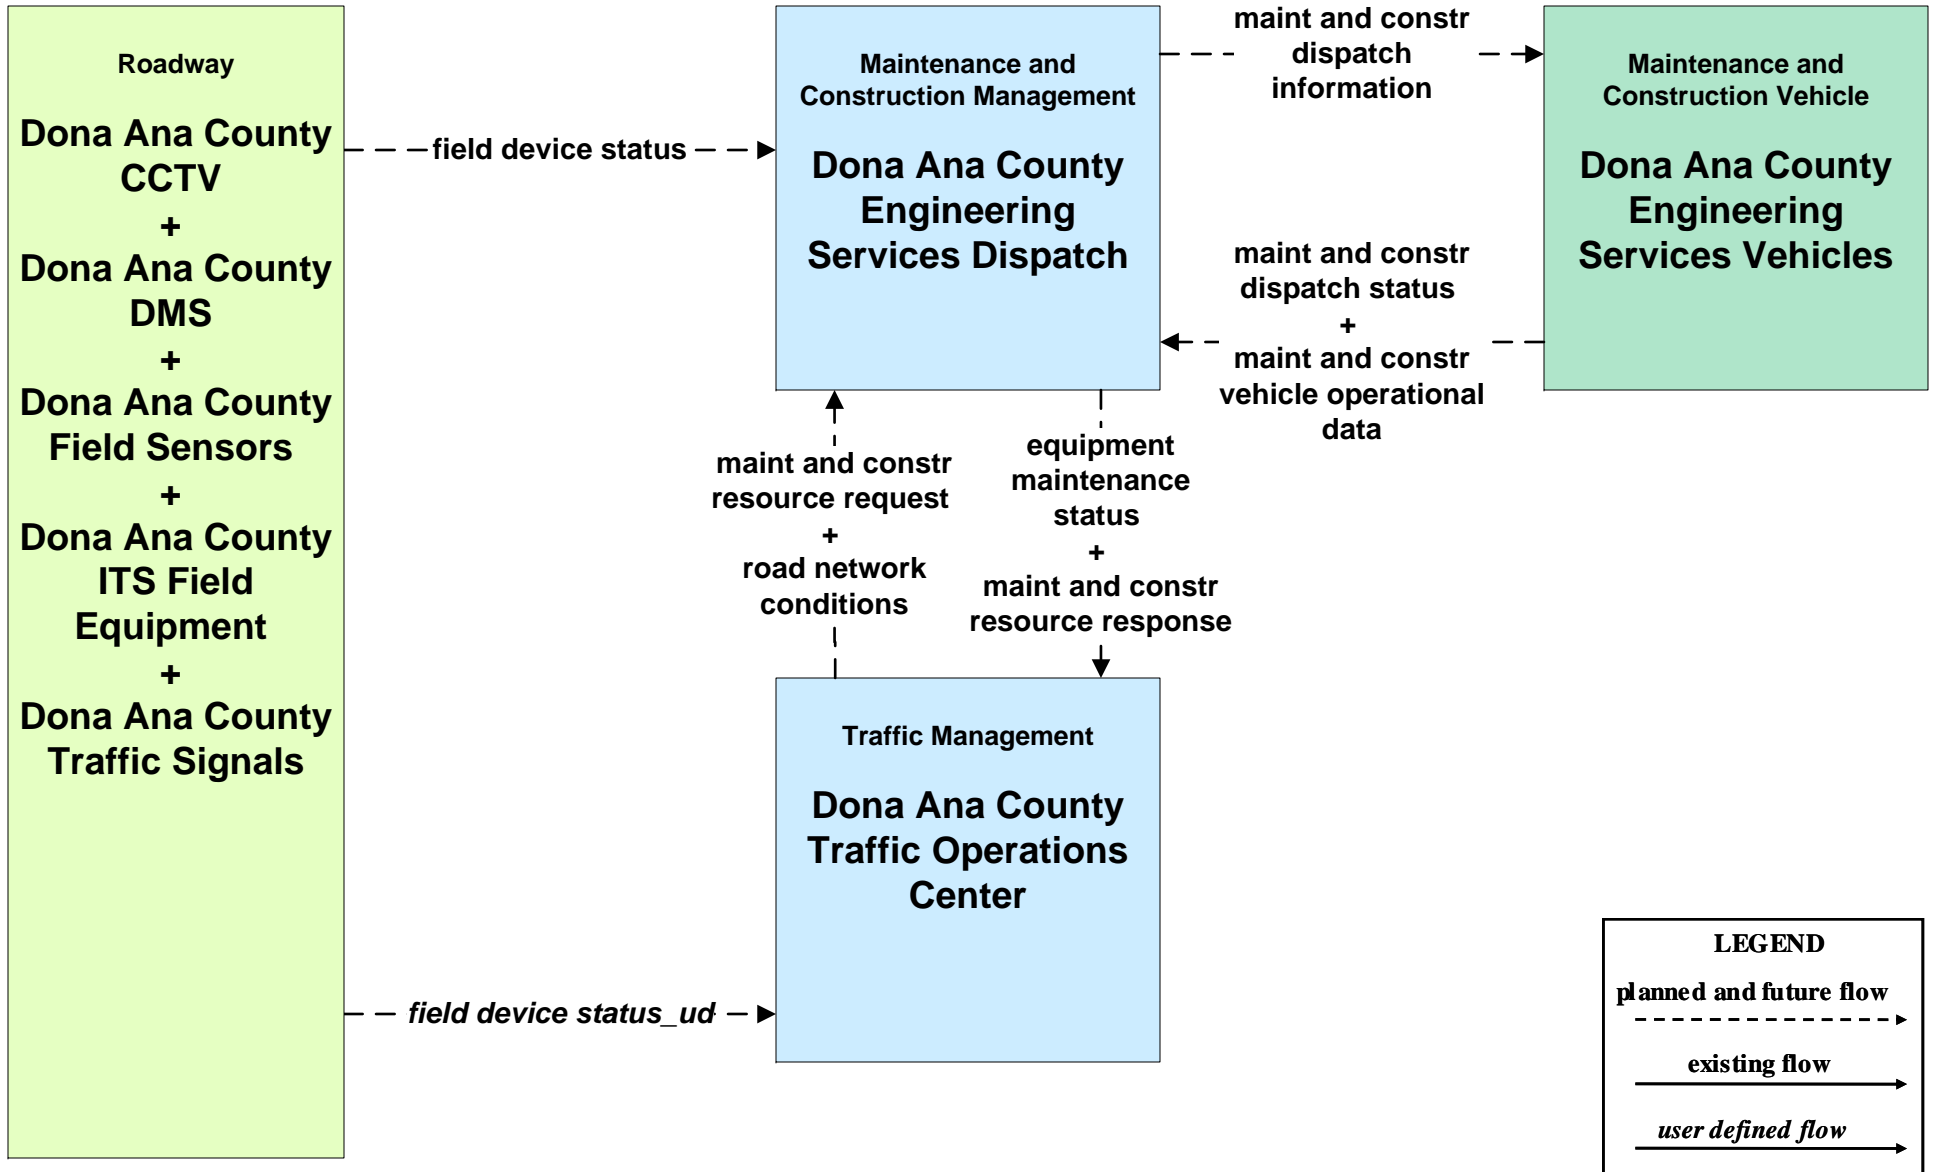 Roadway
Dona Ana County
CCTV
+
Dona Ana County
DMS
+
Dona Ana County
Field Sensors
+
Dona Ana County
ITS Field
Equipment
+
Dona Ana County
Traffic Signals
field device status
Maintenance and
Construction Management
Dona Ana County
Engineering
Services Dispatch
maint and constr
dispatch
information
Maintenance and
Construction Vehicle
Dona Ana County
Engineering
Services Vehicles
maint and constr
dispatch status
+
maint and constr
vehicle operational
data
maint and constr
resource request
+
road network
conditions
equipment
maintenance
status
+
maint and constr
resource response
Traffic Management
Dona Ana County
Traffic Operations
Center
field device status_ud
LEGEND
planned and future flow
existing flow
user defined flow